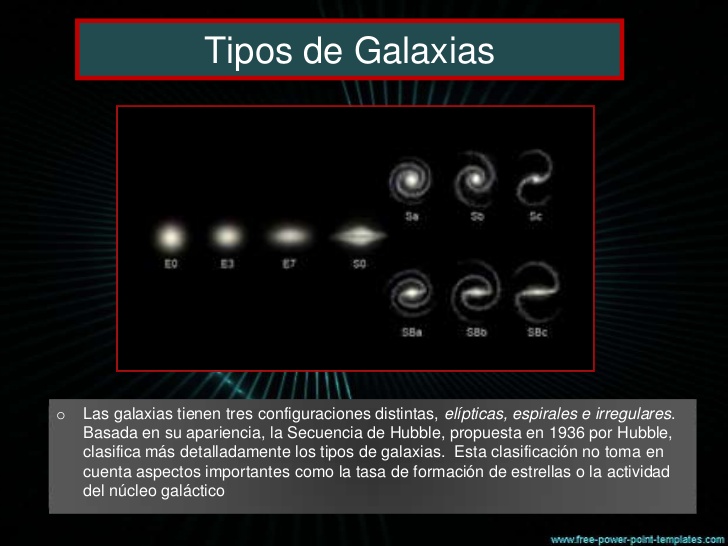 Tipos de Galaxias
Sa Sb Sc
E0 E3 E7 S0
SBa SBb SBc
o Las galaxias tienen tres configuraciones distintas, elípticas, espirales e irregulares.
Basada en su apariencia, la Secuencia de Hubble, propuesta en 1936 por Hubble,
clasifica más detalladamente los tipos de galaxias. Esta clasificación no toma en
cuenta aspectos importantes como la tasa de formación de estrellas o la actividad
del núcleo galáctico
www.free-power-point-templates.com